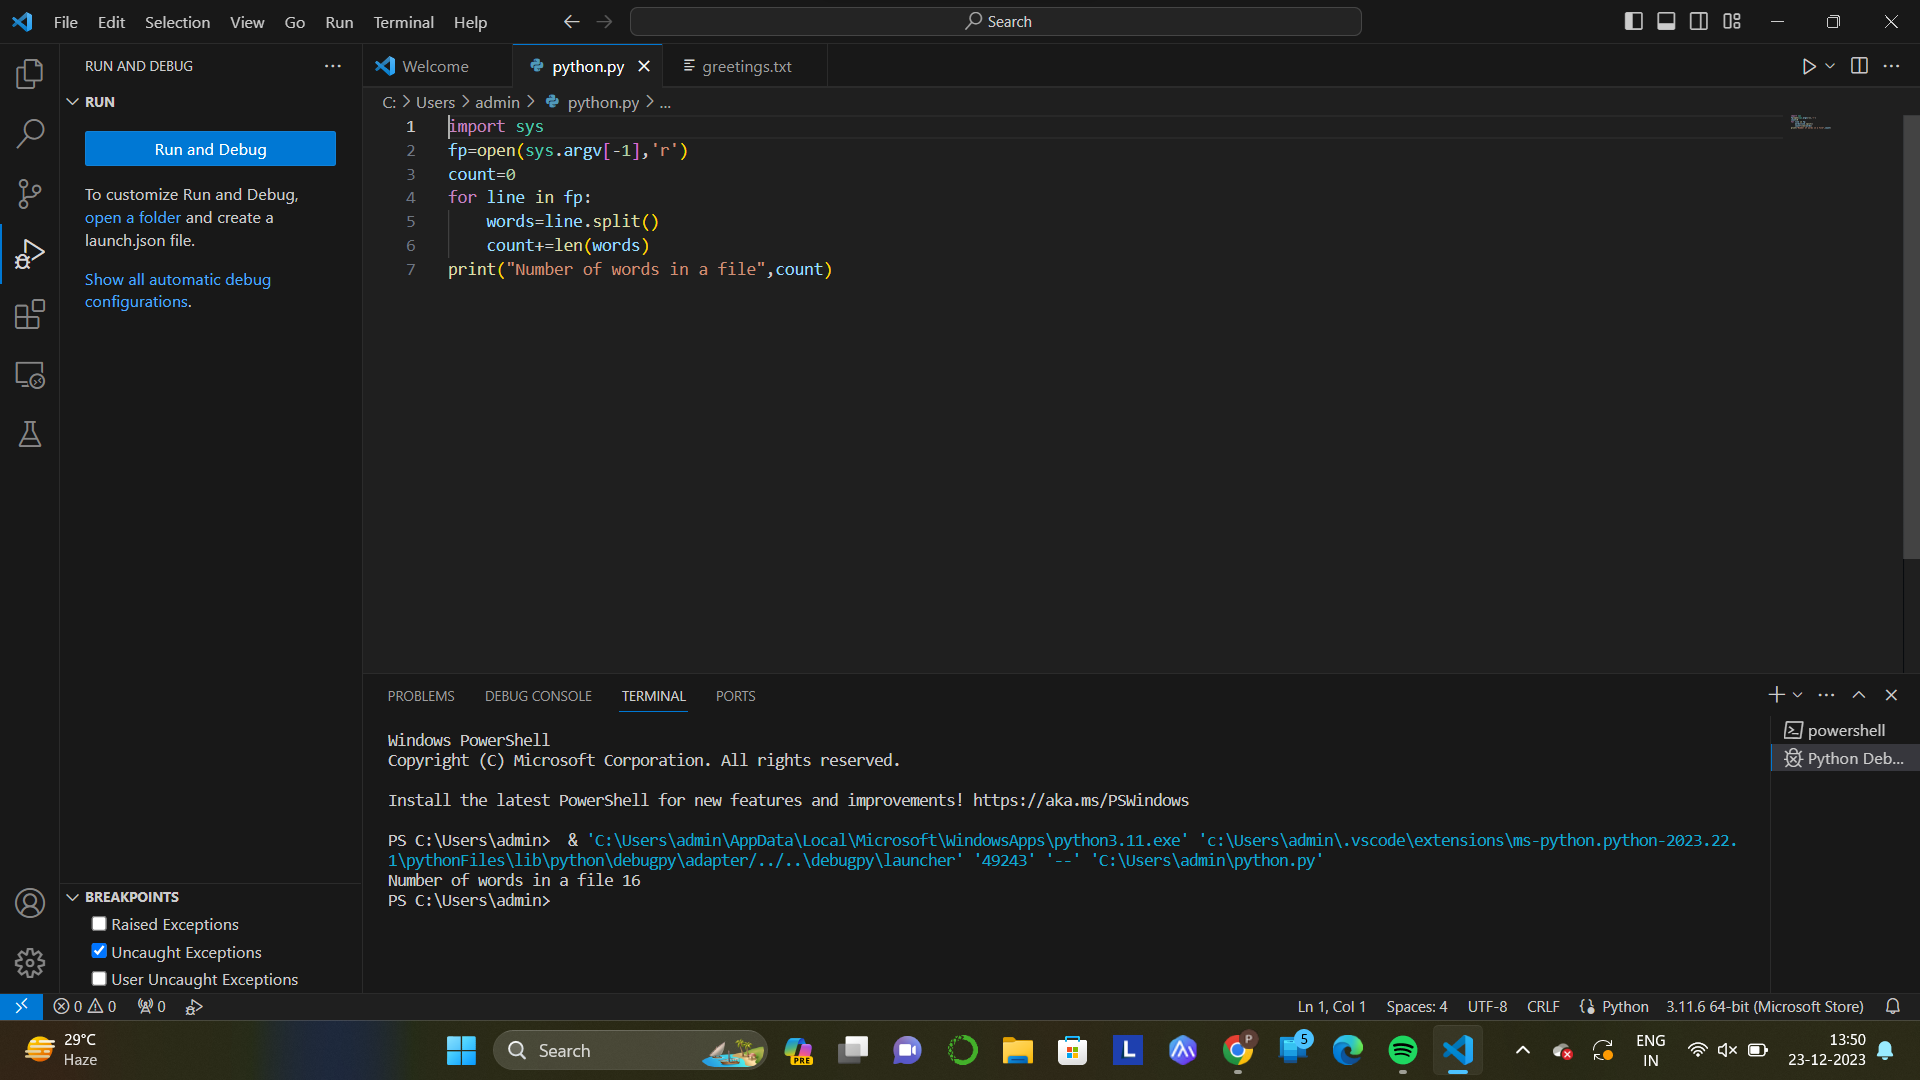 File Edit Selection View Go Run Terminal Help
Search
RUN AND DEBUG
RUN
Run and Debug
To customize Run and Debug,
open a folder and create a
launch.json file.
Show all automatic debug
configurations.
BREAKPOINTS
Raised Exceptions
Uncaught Exceptions
User Uncaught Exceptions
Welcome python.py greetings.txt
C: > Users > admin > python.py > ...
1 import sys
2 fp=open(sys.argv[-1],'r')
3 count=0
4 for line in fp:
5 words=line.split()
6 count+=len(words)
7 print("Number of words in a file",count)
PROBLEMS DEBUG CONSOLE TERMINAL PORTS
Windows PowerShell
Copyright (C) Microsoft Corporation. All rights reserved.
Install the latest PowerShell for new features and improvements! https://aka.ms/PSWindows
PS C:\Users\admin>  & 'C:\Users\admin\AppData\Local\Microsoft\WindowsApps\python3.11.exe' 'c:\Users\admin\.vscode\extensions\ms-python.python-2023.22.
1\pythonFiles\lib\python\debugpy\adapter/../..\debugpy\launcher' '49243' '--' 'C:\Users\admin\python.py'
Number of words in a file 16
PS C:\Users\admin>
powershell
Python Deb...
0 0 0
Ln 1, Col 1 Spaces: 4 UTF-8 CRLF Python 3.11.6 64-bit (Microsoft Store)
29°C
Haze
Search
PRE
L
P
5
ENG
IN
13:50
23-12-2023